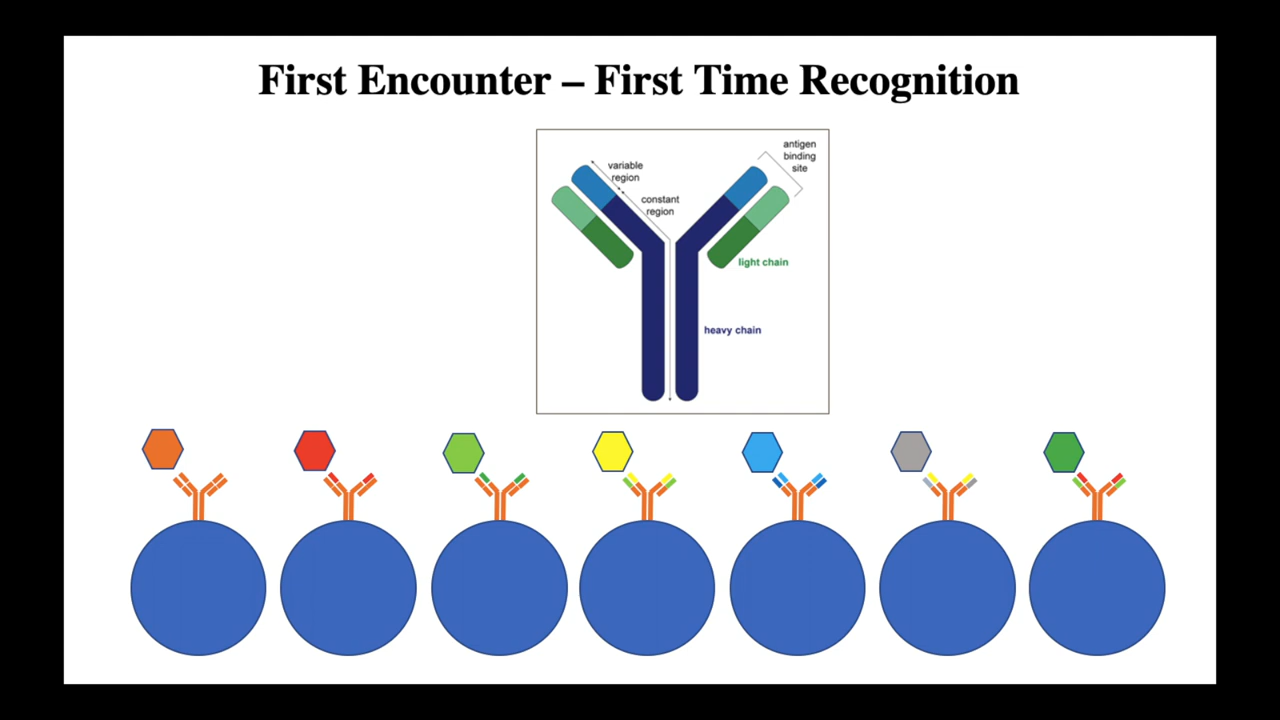 First Encounter – First Time Recognition
variable
region
constant
region
antigen
binding
site
light chain
heavy chain